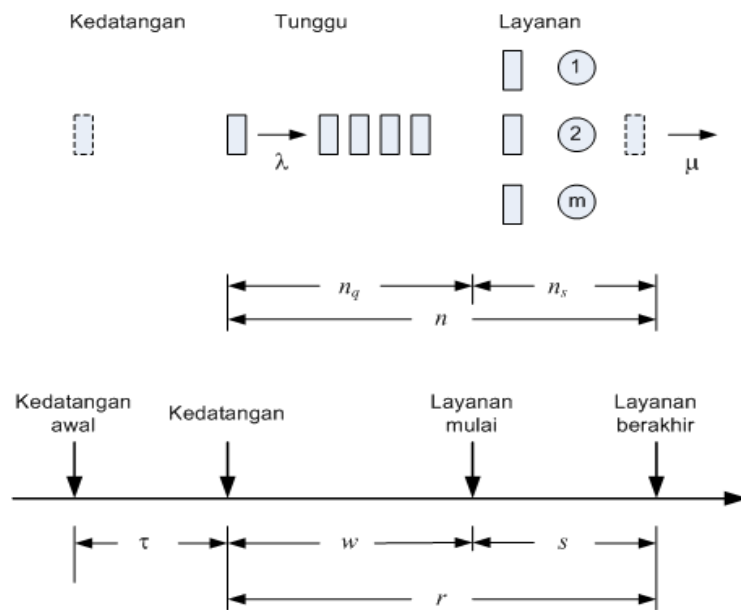 Kedatangan Tunggu Layanan
1
λ 2 μ
m
n_q n_s
n
Kedatangan awal
Kedatangan
Layanan mulai
Layanan berakhir
τ w s
r